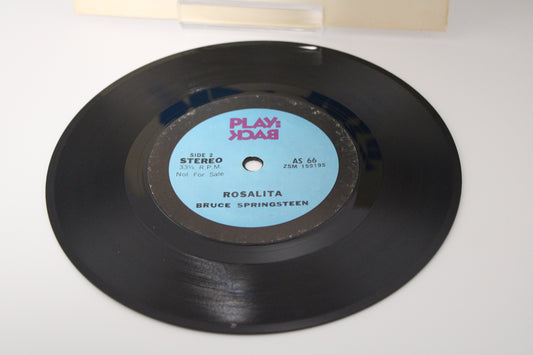 PLAY:
BACK
SIDE 2
STEREO
33⅓ R.P.M.
Not For Sale
AS 66
ZSM 159195
ROSALITA
BRUCE SPRINGSTEEN